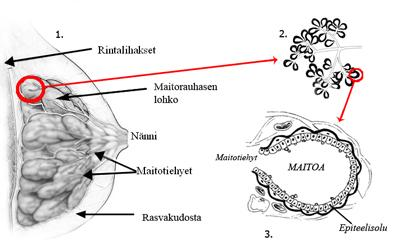 1.
Rintalihakset
Maitorauhasen
lohko
Nänni
Maitotiehyet
Rasvakudosta
2.
Maitotiehyt
MAITOA
Epiteelisolu
3.